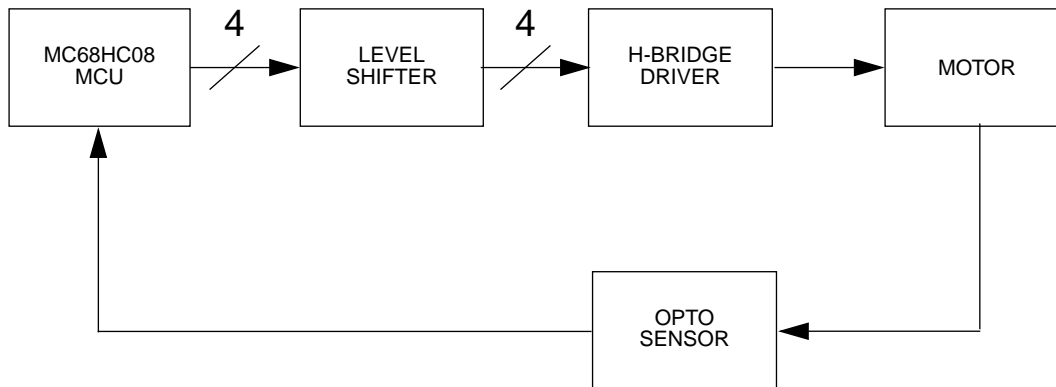 4
4
MC68HC08
MCU
LEVEL
SHIFTER
H-BRIDGE
DRIVER
MOTOR
OPTO
SENSOR